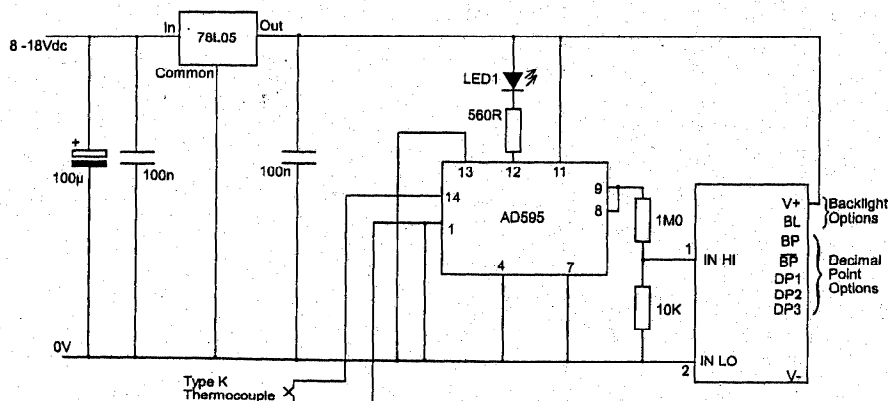 In
78L05
Out
8 -18Vdc
Common
LED1
560R
+
100µ
100n
100n
13
12
11
14
1
AD595
9
8
4
7
1M0
10K
1
IN HI
2
IN LO
V+
BL
BP
BP
DP1
DP2
DP3
V-
Backlight
Options
Decimal
Point
Options
0V
Type K
Thermocouple